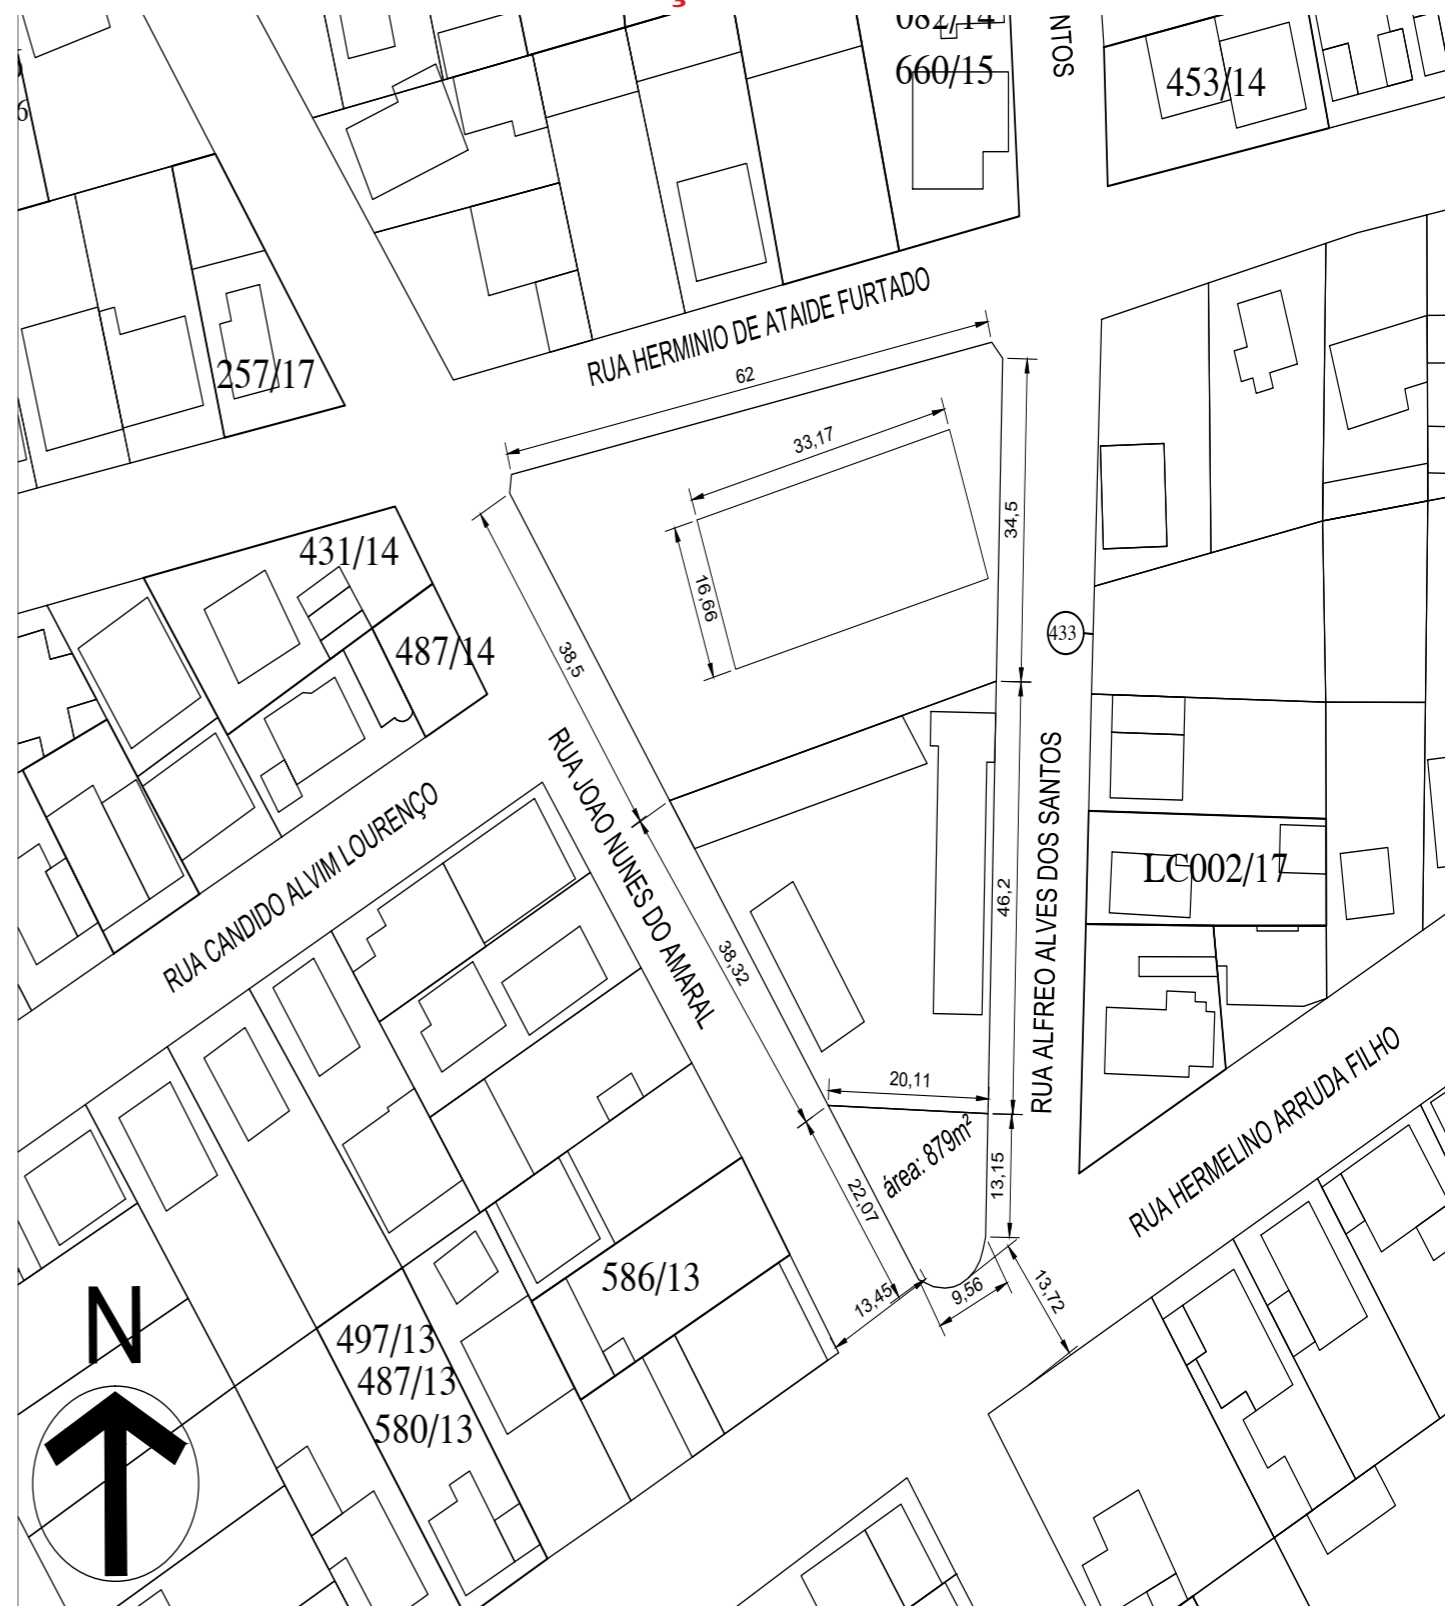 660/15
NTOS
453/14
RUA HERMINIO DE ATAIDE FURTADO
257/17
62
33,17
34,5
431/14
16,66
433
487/14
38,5
RUA JOAO NUNES DO AMARAL
RUA CANDIDO ALVIM LOURENÇO
RUA ALFREO ALVES DOS SANTOS
LC002/17
46,2
38,32
20,11
área: 879m²
RUA HERMELINO ARRUDA FILHO
13,15
22,07
586/13
13,45
9,56
13,72
N
497/13
487/13
580/13